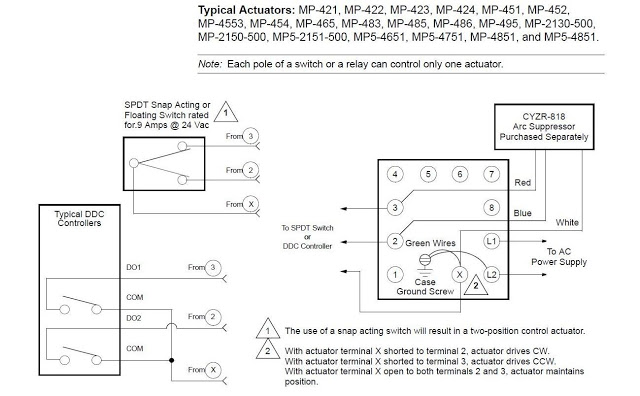 Typical Actuators: MP-421, MP-422, MP-423, MP-424, MP-451, MP-452,
MP-4553, MP-454, MP-465, MP-483, MP-485, MP-486, MP-495, MP-2130-500,
MP-2150-500, MP5-2151-500, MP5-4651, MP5-4751, MP-4851, and MP5-4851.
Note: Each pole of a switch or a relay can control only one actuator.
SPDT Snap Acting or
Floating Switch rated
for.9 Amps @ 24 Vac
1
From 3
From 2
From X
CYZR-818
Arc Suppressor
Purchased Separately
4 5 6 7
Red
3 8
Blue
White
To SPDT Switch
or
DDC Controller
2 Green Wires L1
To AC
Power Supply
1 X L2
Case
Ground Screw
2
Typical DDC
Controllers
DO1 From 3
COM
DO2 From 2
COM
From X
1 The use of a snap acting switch will result in a two-position control actuator.
2 With actuator terminal X shorted to terminal 2, actuator drives CW.
With actuator terminal X shorted to terminal 3, actuator drives CCW.
With actuator terminal X open to both terminals 2 and 3, actuator maintains
position.